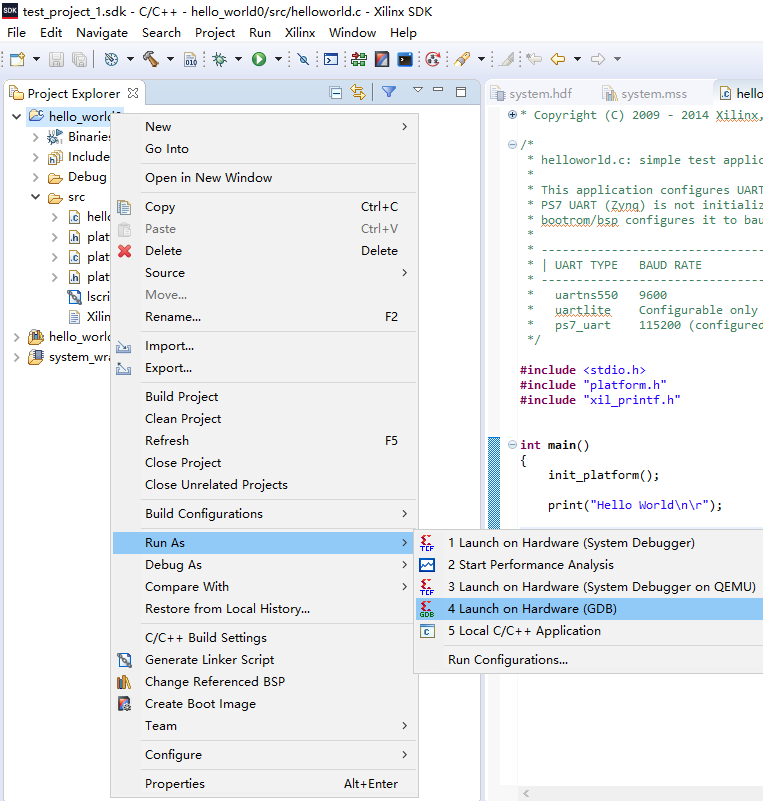 SDK test_project_1.sdk - C/C++ - hello_world0/src/helloworld.c - Xilinx SDK
File Edit Navigate Search Project Run Xilinx Window Help
Project Explorer
system.hdf
system.mss
hello
hello_world0
Binaries
Include
Debug
src
hello
plat
plat
plat
lscri
Xilin
hello_world
system_wra
New
Go Into
Open in New Window
Copy Ctrl+C
Paste Ctrl+V
Delete Delete
Source
Move...
Rename... F2
Import...
Export...
Build Project
Clean Project
Refresh F5
Close Project
Close Unrelated Projects
Build Configurations
Run As
Debug As
Compare With
Restore from Local History...
C/C++ Build Settings
Generate Linker Script
Change Referenced BSP
Create Boot Image
Team
Configure
Properties Alt+Enter
1 Launch on Hardware (System Debugger)
2 Start Performance Analysis
3 Launch on Hardware (System Debugger on QEMU)
4 Launch on Hardware (GDB)
5 Local C/C++ Application
Run Configurations...
* Copyright (C) 2009 - 2014 Xilinx,
/*
* helloworld.c: simple test applic
*
* This application configures UART
* PS7 UART (Zynq) is not initializ
* bootrom/bsp configures it to bau
*
* --------------------------------
* | UART TYPE   BAUD RATE
* --------------------------------
*   uartns550   9600
*   uartlite    Configurable only
*   ps7_uart    115200 (configured
*/
#include <stdio.h>
#include "platform.h"
#include "xil_printf.h"
int main()
{
init_platform();
print("Hello World\n\r");